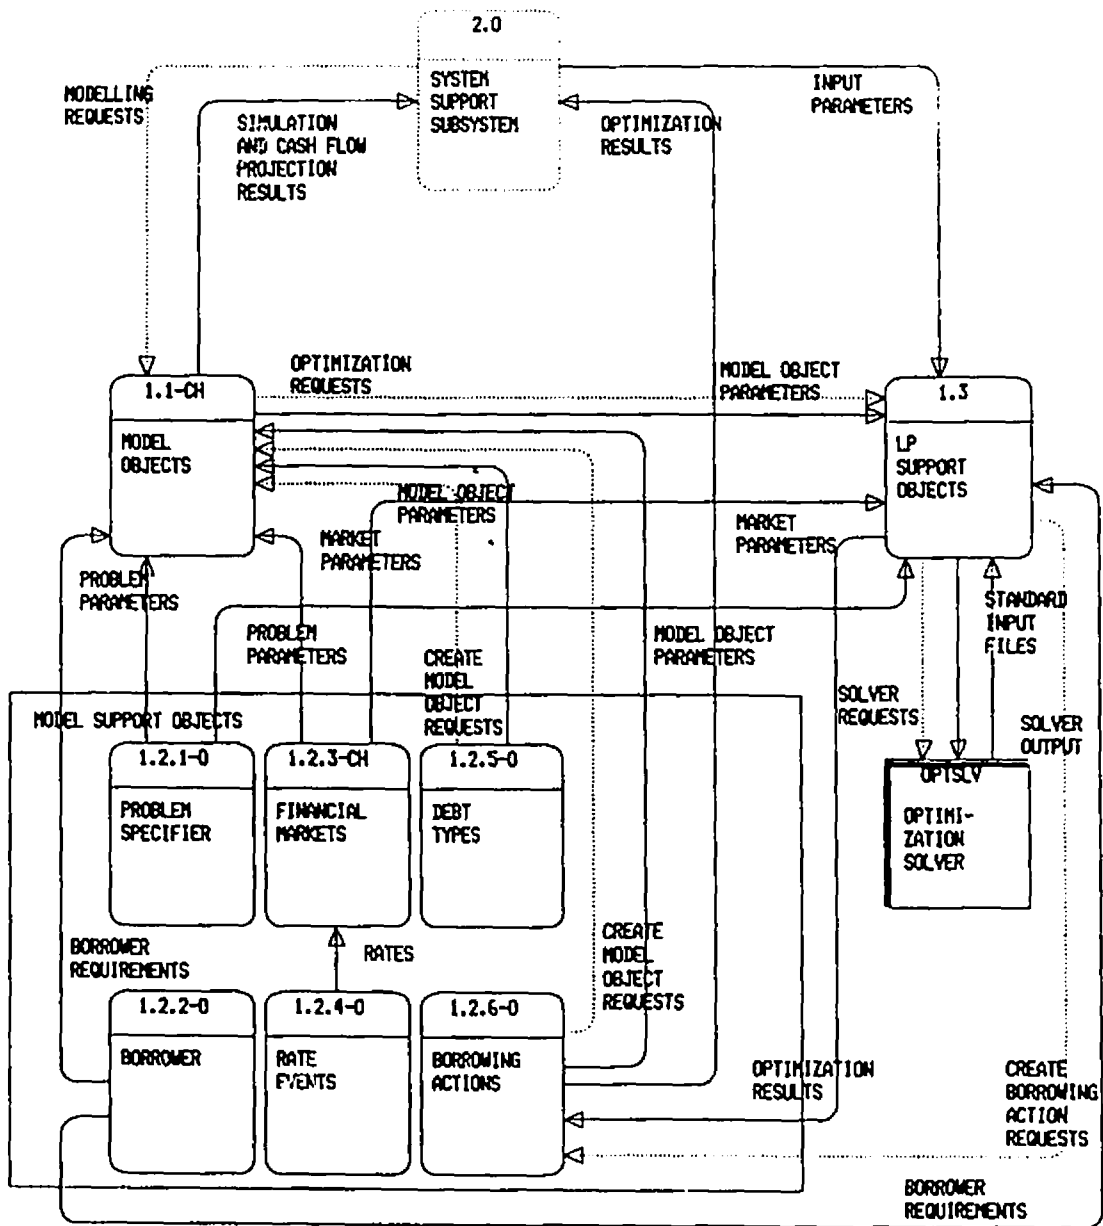 2.0
SYSTEM
SUPPORT
SUBSYSTEM
MODELLING
REQUESTS
SIMULATION
AND CASH FLOW
PROJECTION
RESULTS
OPTIMIZATION
RESULTS
INPUT
PARAMETERS
OPTIMIZATION
REQUESTS
MODEL OBJECT
PARAMETERS
1.1-CH
MODEL
OBJECTS
1.3
LP
SUPPORT
OBJECTS
MODEL OBJECT
PARAMETERS
MARKET
PARAMETERS
MARKET
PARAMETERS
PROBLEM
PARAMETERS
STANDARD
INPUT
FILES
PROBLEM
PARAMETERS
MODEL OBJECT
PARAMETERS
CREATE
MODEL
OBJECT
REQUESTS
SOLVER
REQUESTS
SOLVER
OUTPUT
MODEL SUPPORT OBJECTS
1.2.1-O
PROBLEM
SPECIFIER
1.2.3-CH
FINANCIAL
MARKETS
1.2.5-O
DEBT
TYPES
OPTSLV
OPTIMI-
ZATION
SOLVER
BORROWER
REQUIREMENTS
RATES
CREATE
MODEL
OBJECT
REQUESTS
1.2.2-O
BORROWER
1.2.4-O
RATE
EVENTS
1.2.6-O
BORROWING
ACTIONS
OPTIMIZATION
RESULTS
CREATE
BORROWING
ACTION
REQUESTS
BORROWER
REQUIREMENTS